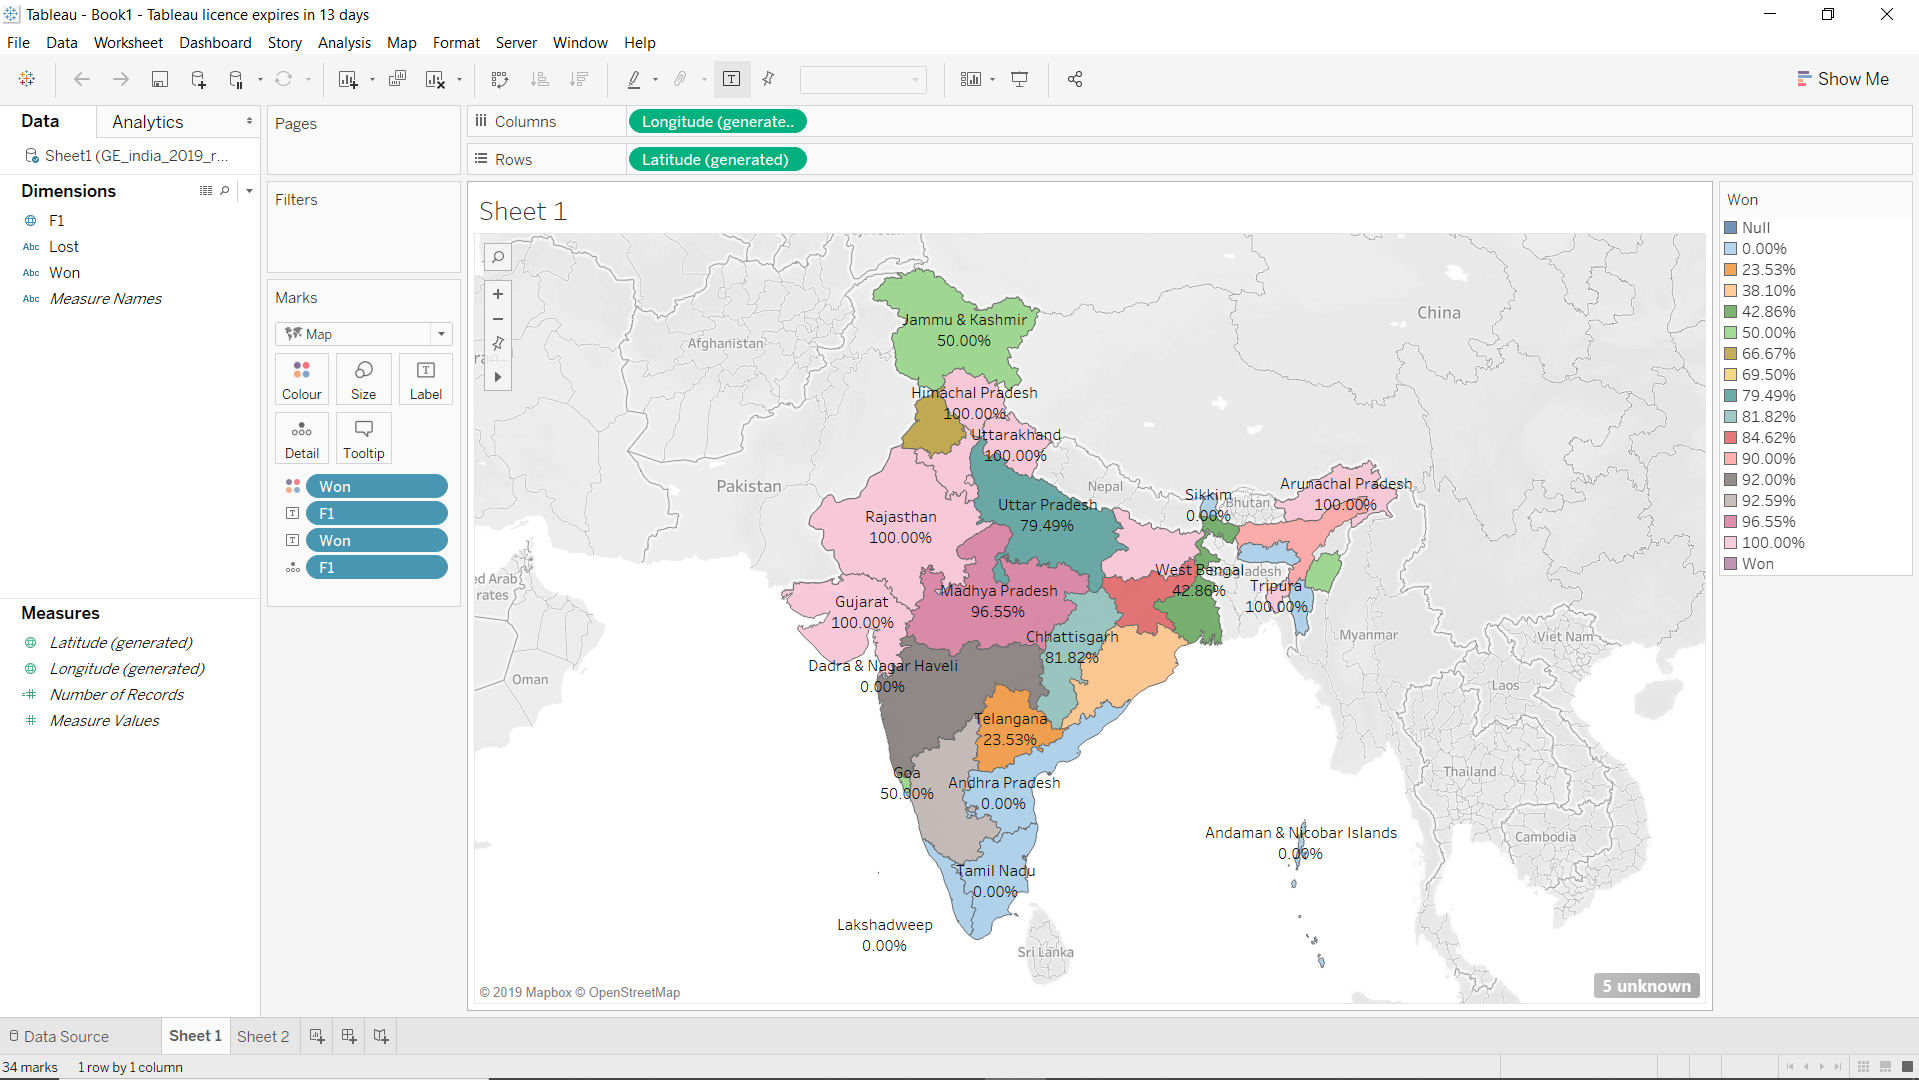 Tableau - Book1 - Tableau licence expires in 13 days
File Data Worksheet Dashboard Story Analysis Map Format Server Window Help
Show Me
Data Analytics
Sheet1 (GE_india_2019_r...
Dimensions
F1
Abc Lost
Abc Won
Abc Measure Names
Measures
Latitude (generated)
Longitude (generated)
Number of Records
Measure Values
Pages
Filters
Marks
Map
Colour Size Label
Detail Tooltip
Won
F1
Won
F1
Columns Longitude (generate..
Rows Latitude (generated)
Sheet 1
Afghanistan
China
Jammu & Kashmir
50.00%
Himachal Pradesh
100.00%
Uttarakhand
100.00%
Pakistan
Nepal
Sikkim
0.00%
Bhutan
Arunachal Pradesh
100.00%
Rajasthan
100.00%
Uttar Pradesh
79.49%
West Bengal
42.86%
Tripura
100.00%
Gujarat
100.00%
Madhya Pradesh
96.55%
Chhattisgarh
81.82%
Dadra & Nagar Haveli
0.00%
ed Arab
rates
Oman
Myanmar
Viet Nam
Laos
Telangana
23.53%
Goa
50.00%
Andhra Pradesh
0.00%
Thailand
Cambodia
Andaman & Nicobar Islands
0.00%
Tamil Nadu
0.00%
Lakshadweep
0.00%
Sri Lanka
© 2019 Mapbox © OpenStreetMap
5 unknown
Won
Null
0.00%
23.53%
38.10%
42.86%
50.00%
66.67%
69.50%
79.49%
81.82%
84.62%
90.00%
92.00%
92.59%
96.55%
100.00%
Won
Data Source Sheet 1 Sheet 2
34 marks 1 row by 1 column